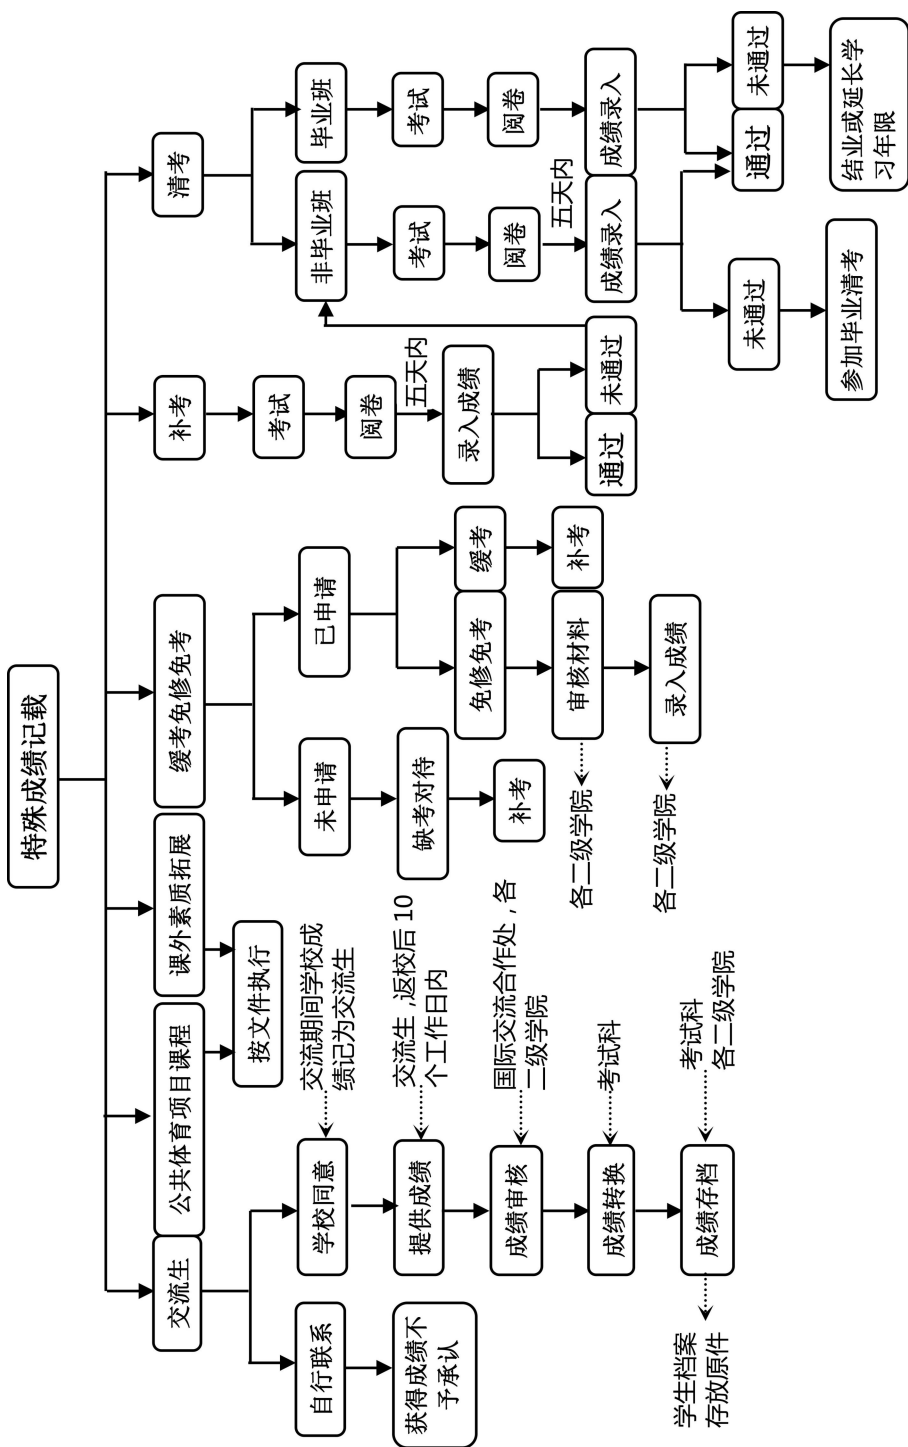 特殊成绩记载
交流生
公共体育项目课程
课外素质拓展
缓考免修免考
补考
清考
自行联系
获得成绩不
予承认
学校同意
交流期间学校成
绩记为交流生
提供成绩
交流生,返校后 10
个工作日内
成绩审核
国际交流合作处,各
二级学院
成绩转换
考试科
成绩存档
考试科
各二级学院
学生档案
存放原件
按文件执行
未申请
缺考对待
补考
已申请
免修免考
审核材料
各二级学院
录入成绩
各二级学院
缓考
补考
考试
阅卷
五天内
录入成绩
通过
未通过
非毕业班
考试
阅卷
五天内
成绩录入
未通过
参加毕业清考
毕业班
考试
阅卷
成绩录入
通过
未通过
结业或延长学
习年限